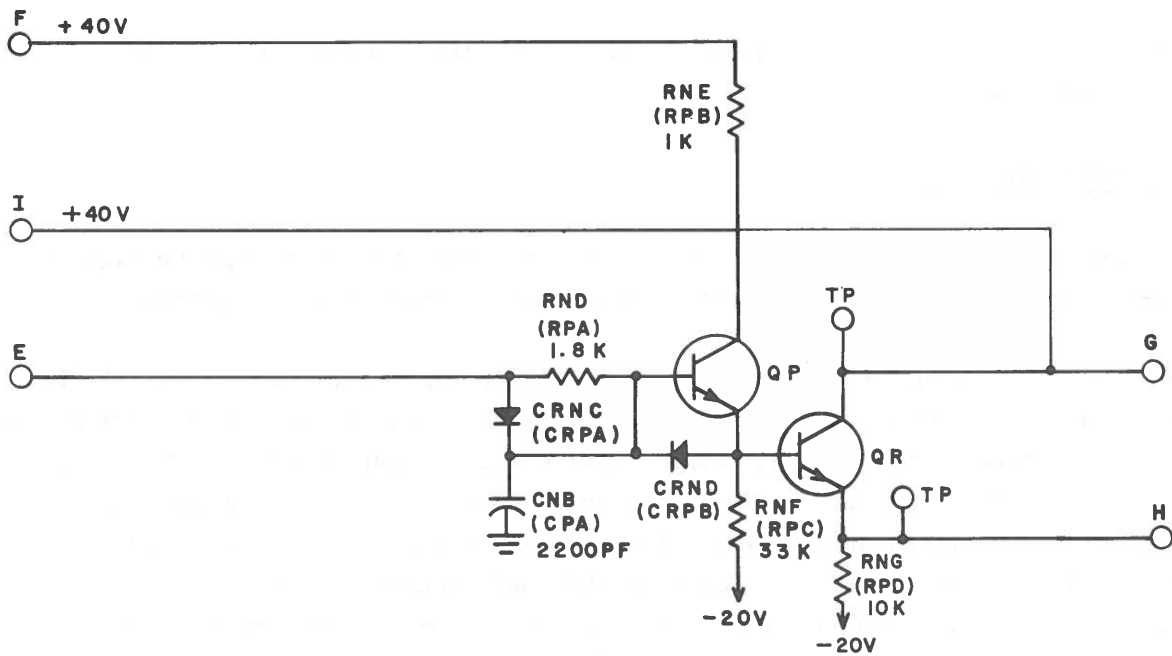 F
+40V
RNE
(RPB)
1K
I
+40V
RND
(RPA)
1.8K
TP
E
G
QP
CRNC
(CRPA)
QR
CRND
(CRPB)
TP
CNB
(CPA)
2200PF
RNF
(RPC)
33K
H
RNG
(RPD)
10K
-20V
-20V